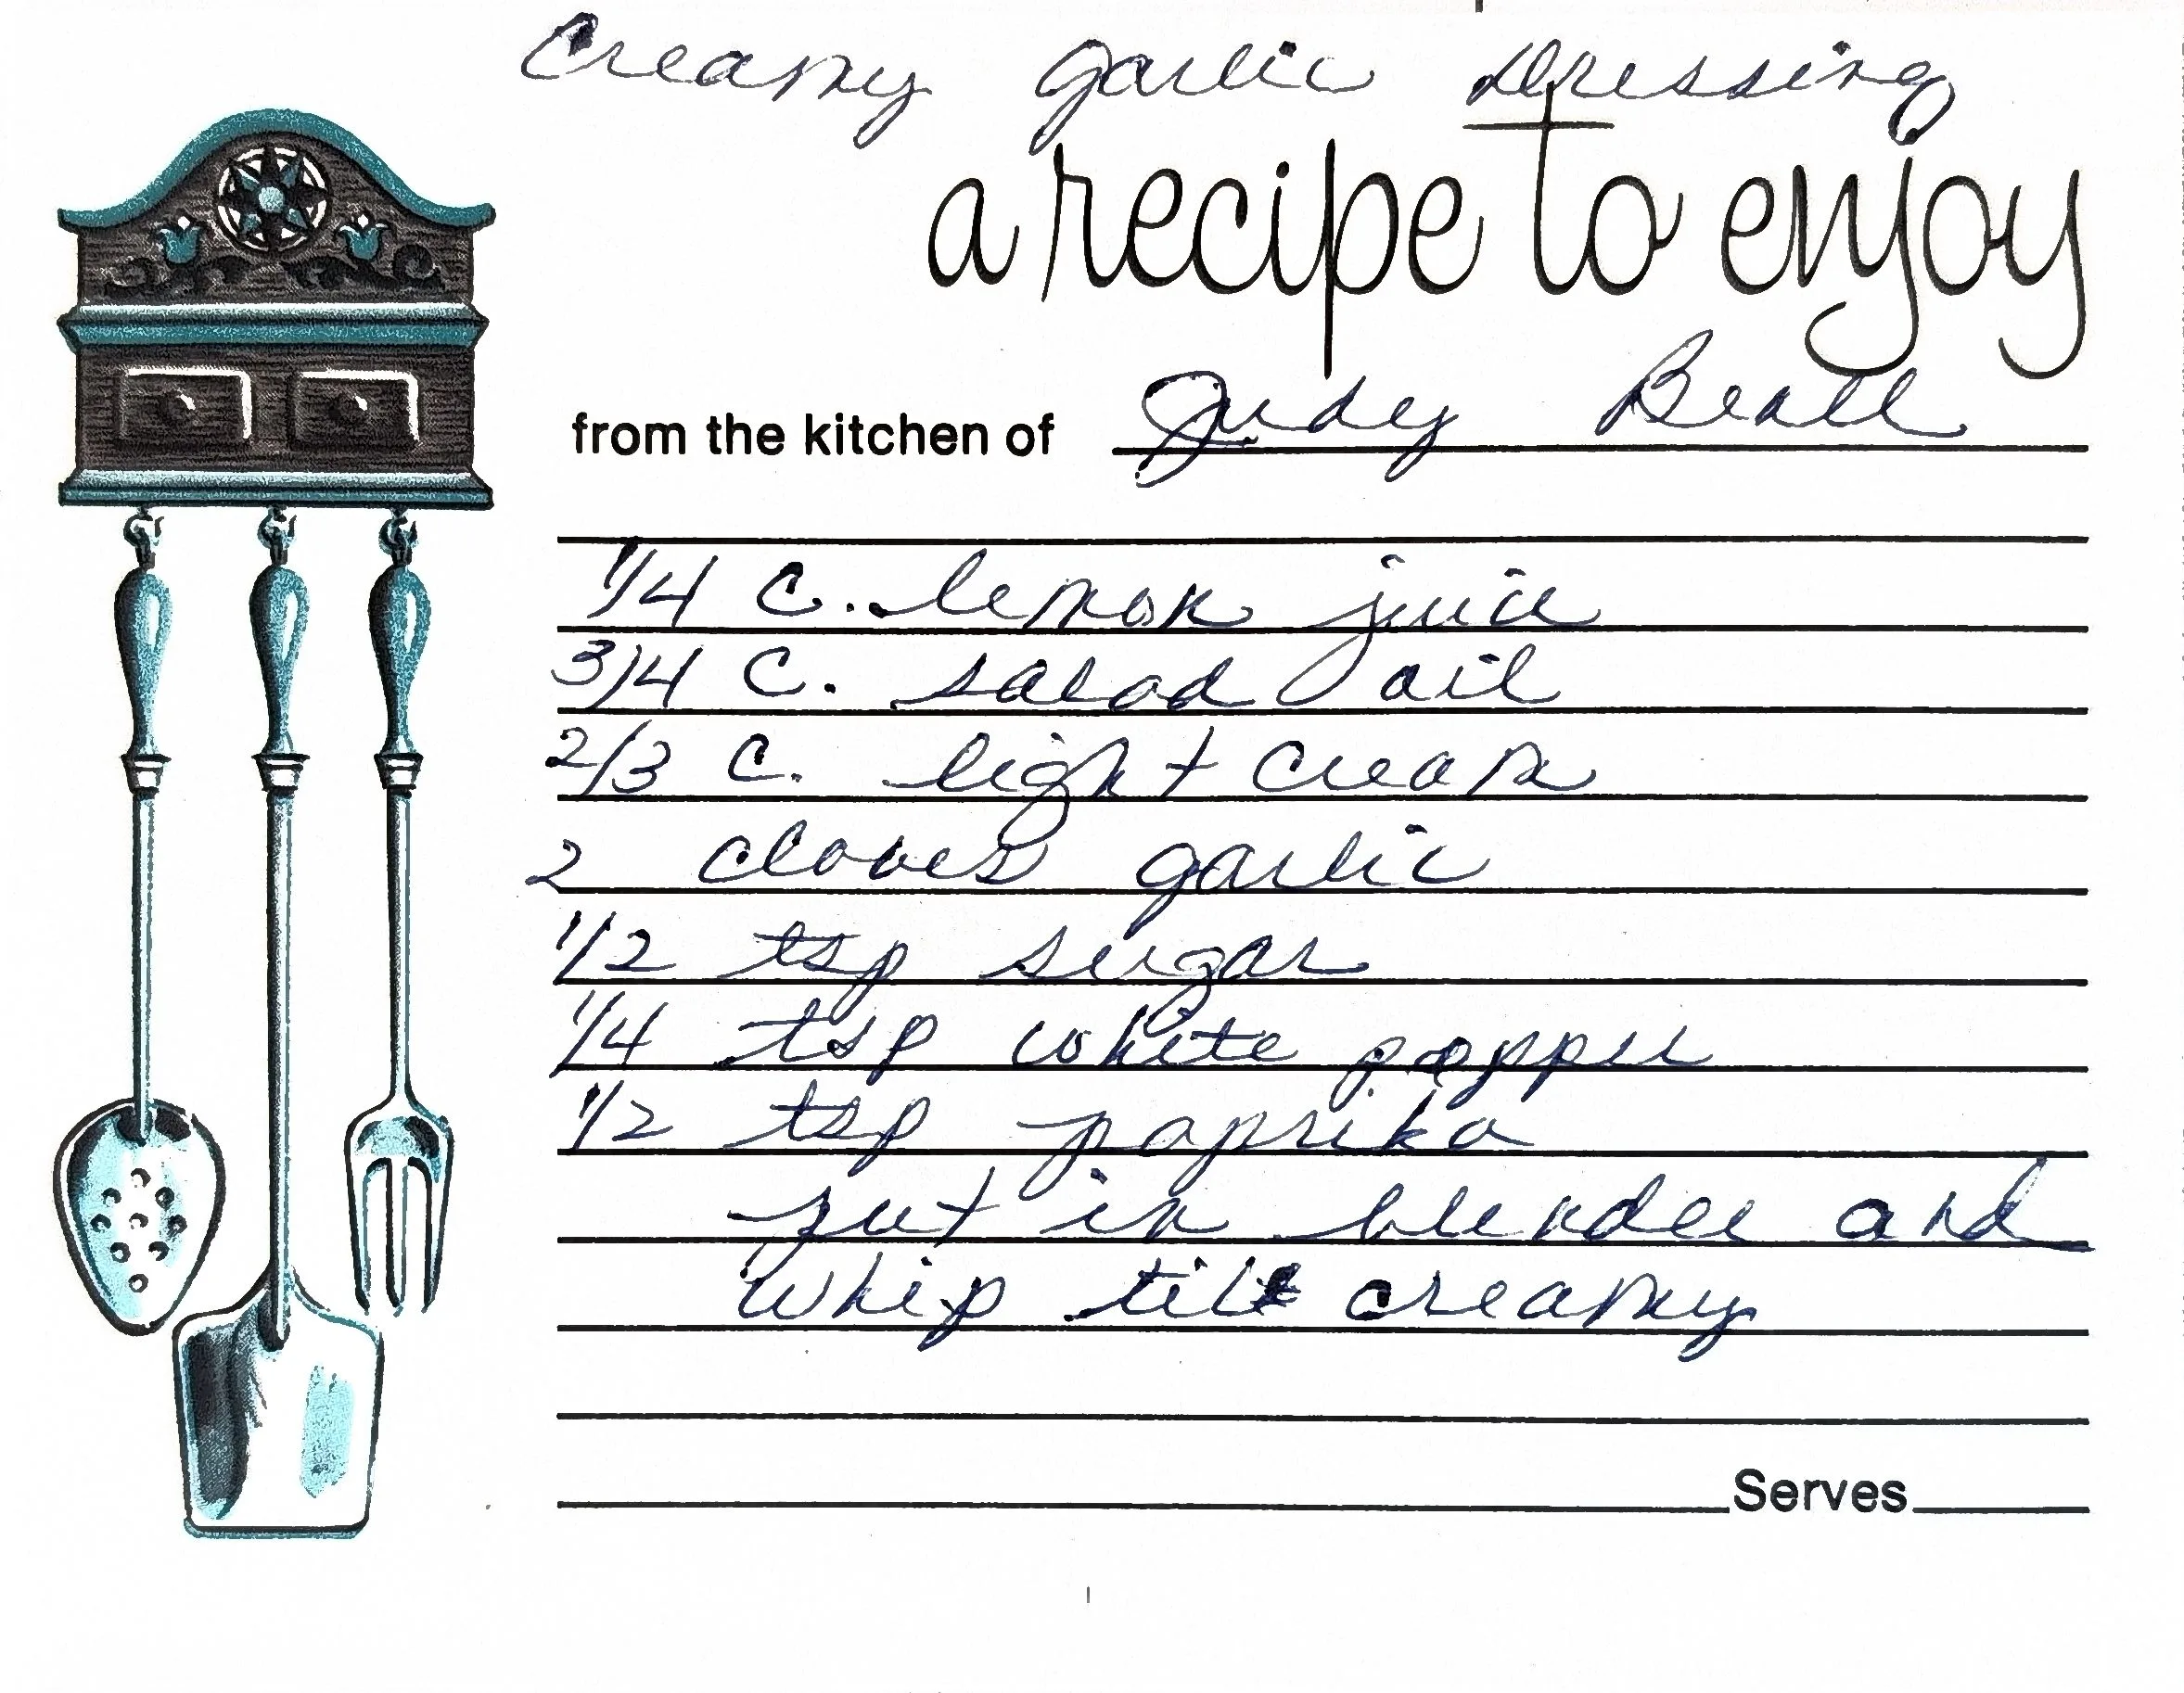 Creamy garlic Dressing
a recipe to enjoy
from the kitchen of Judy Beall
1/4 C. lemon juice
3/4 C. salad oil
2/3 C. light cream
2 cloves garlic
1/2 tsp sugar
1/4 tsp white pepper
1/2 tsp paprika
put in blender and
whip till creamy
Serves